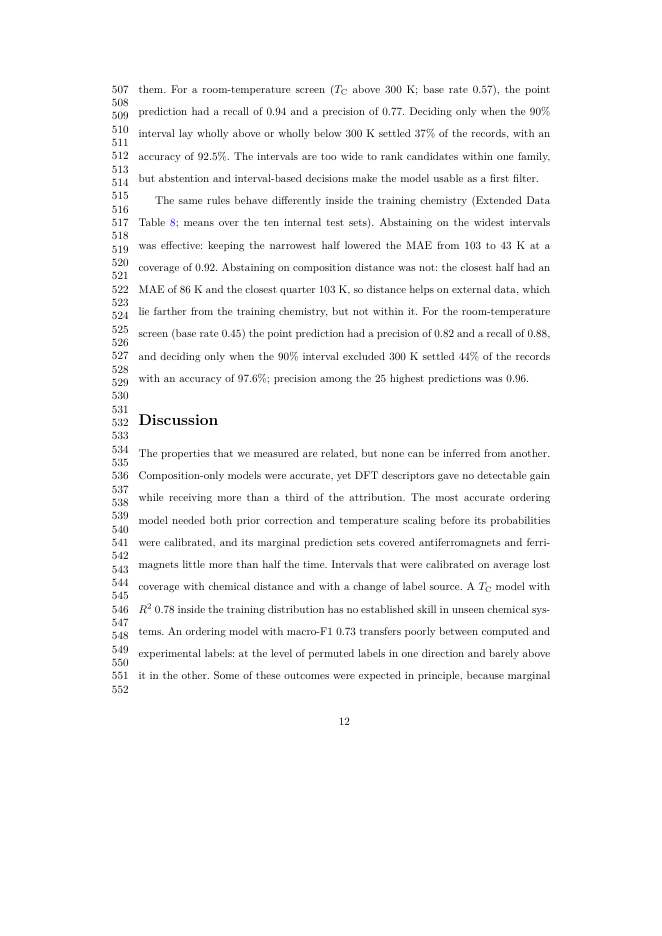 507 them. For a room-temperature screen (TC above 300 K; base rate 0.57), the point
508
509 prediction had a recall of 0.94 and a precision of 0.77. Deciding only when the 90%
510 interval lay wholly above or wholly below 300 K settled 37% of the records, with an
511
512 accuracy of 92.5%. The intervals are too wide to rank candidates within one family,
513
514 but abstention and interval-based decisions make the model usable as a first filter.
515 The same rules behave differently inside the training chemistry (Extended Data
516
517 Table 8; means over the ten internal test sets). Abstaining on the widest intervals
518
519 was effective: keeping the narrowest half lowered the MAE from 103 to 43 K at a
520 coverage of 0.92. Abstaining on composition distance was not: the closest half had an
521
522 MAE of 86 K and the closest quarter 103 K, so distance helps on external data, which
523
524 lie farther from the training chemistry, but not within it. For the room-temperature
525 screen (base rate 0.45) the point prediction had a precision of 0.82 and a recall of 0.88,
526
527 and deciding only when the 90% interval excluded 300 K settled 44% of the records
528
529 with an accuracy of 97.6%; precision among the 25 highest predictions was 0.96.
530
531
532 Discussion
533
534 The properties that we measured are related, but none can be inferred from another.
535
536 Composition-only models were accurate, yet DFT descriptors gave no detectable gain
537
538 while receiving more than a third of the attribution. The most accurate ordering
539
540 model needed both prior correction and temperature scaling before its probabilities
541 were calibrated, and its marginal prediction sets covered antiferromagnets and ferri-
542
543 magnets little more than half the time. Intervals that were calibrated on average lost
544 coverage with chemical distance and with a change of label source. A TC model with
545
546 R² 0.78 inside the training distribution has no established skill in unseen chemical sys-
547
548 tems. An ordering model with macro-F1 0.73 transfers poorly between computed and
549 experimental labels: at the level of permuted labels in one direction and barely above
550
551 it in the other. Some of these outcomes were expected in principle, because marginal
552
12